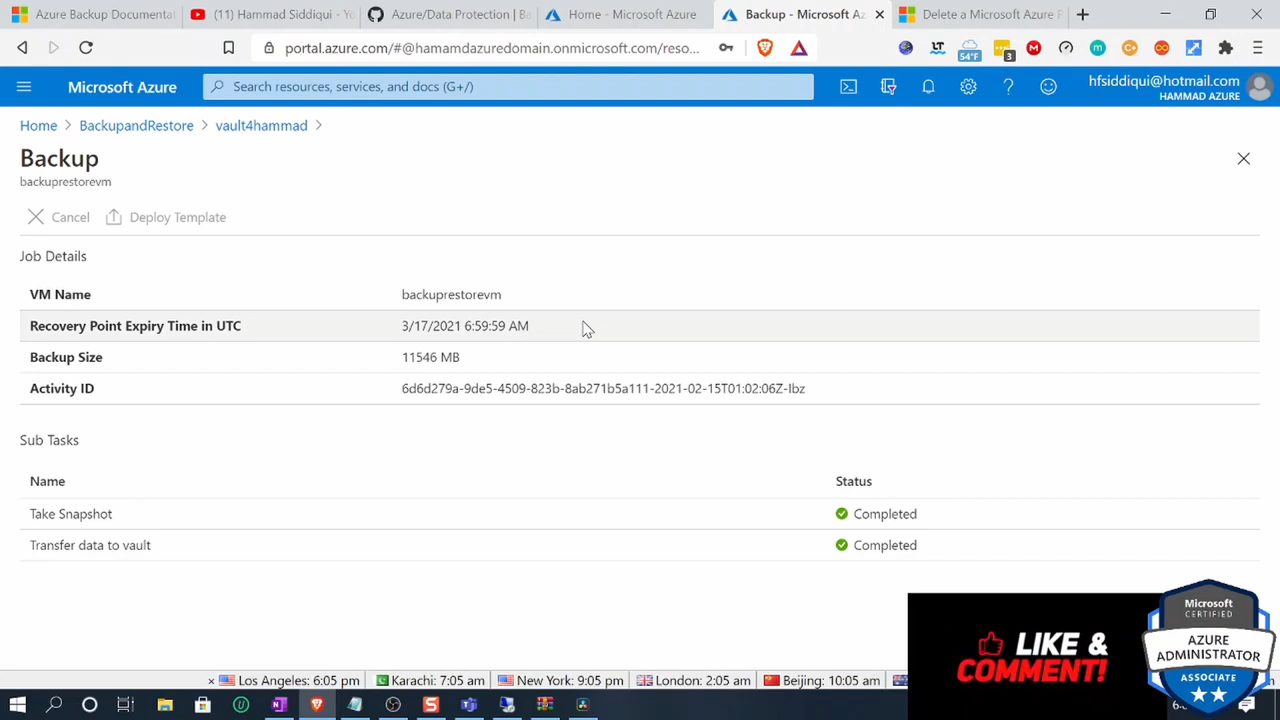 Azure Backup Documentat
(11) Hammad Siddiqui - Yo
Azure/Data Protection | Ba
Home - Microsoft Azure
Backup - Microsoft Az
Delete a Microsoft Azure R
portal.azure.com/#@hamamdazuredomain.onmicrosoft.com/reso...
LT
54°F
3
M
m
C+
Microsoft Azure
Search resources, services, and docs (G+/)
hfsiddiqui@hotmail.com
HAMMAD AZURE
Home > BackupandRestore > vault4hammad >
Backup
backuprestorevm
Cancel
Deploy Template
Job Details
VM Name
backuprestorevm
Recovery Point Expiry Time in UTC
3/17/2021 6:59:59 AM
Backup Size
11546 MB
Activity ID
6d6d279a-9de5-4509-823b-8ab271b5a111-2021-02-15T01:02:06Z-Ibz
Sub Tasks
Name
Status
Take Snapshot
Completed
Transfer data to vault
Completed
LIKE &
COMMENT!
Microsoft
CERTIFIED
AZURE
ADMINISTRATOR
ASSOCIATE
Los Angeles: 6:05 pm
Karachi: 7:05 am
New York: 9:05 pm
London: 2:05 am
Beijing: 10:05 am